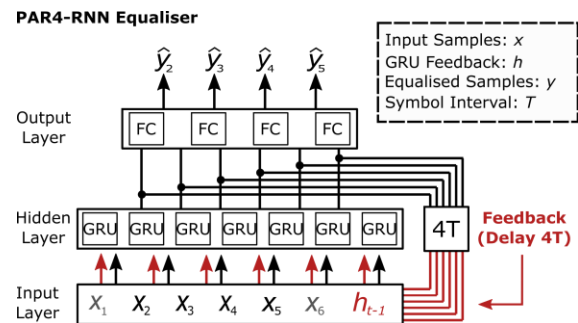 PAR4-RNN Equaliser
Input Samples: x
GRU Feedback: h
Equalised Samples: y
Symbol Interval: T
ŷ₂ ŷ₃ ŷ₄ ŷ₅
Output
Layer
FC FC FC FC
Hidden
Layer
GRU GRU GRU GRU GRU GRU GRU
4T
Feedback
(Delay 4T)
Input
Layer
x₁ x₂ x₃ x₄ x₅ x₆ hₜ₋₁